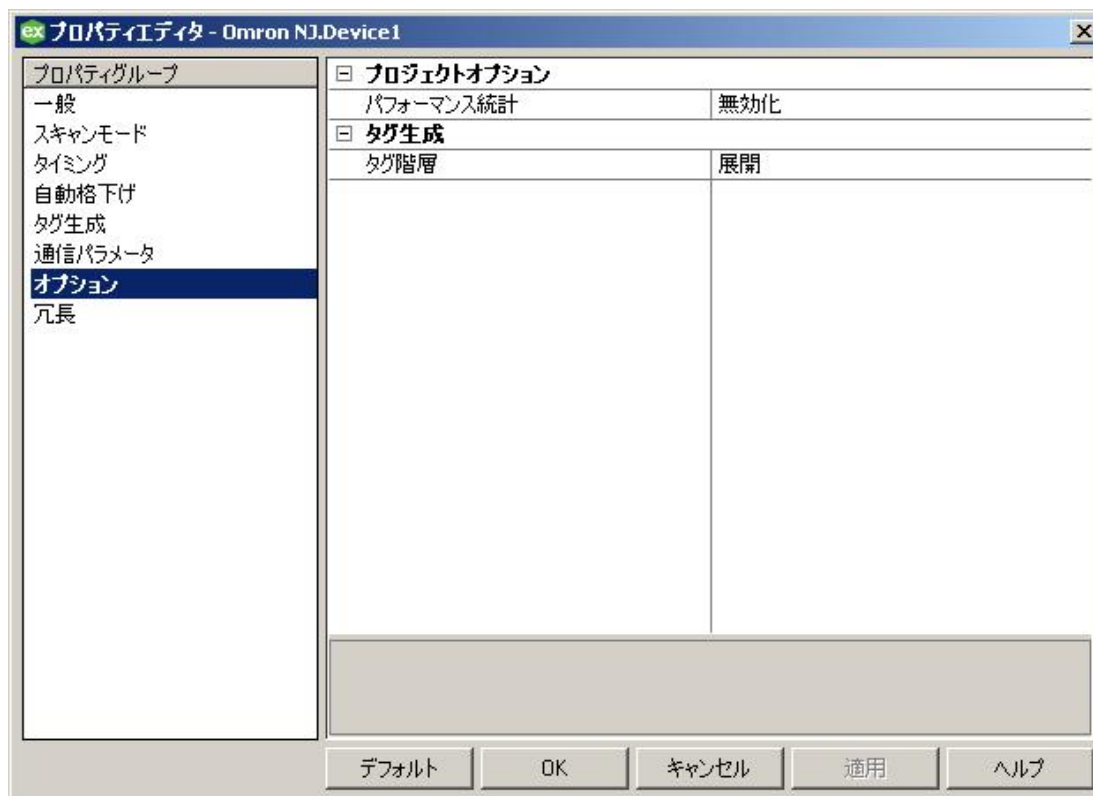 ex プロパティエディタ - Omron NJ.Device1
プロパティグループ
一般
スキャンモード
タイミング
自動格下げ
タグ生成
通信パラメータ
オプション
冗長
プロジェクトオプション
パフォーマンス統計 無効化
タグ生成
タグ階層 展開
デフォルト OK キャンセル 適用 ヘルプ